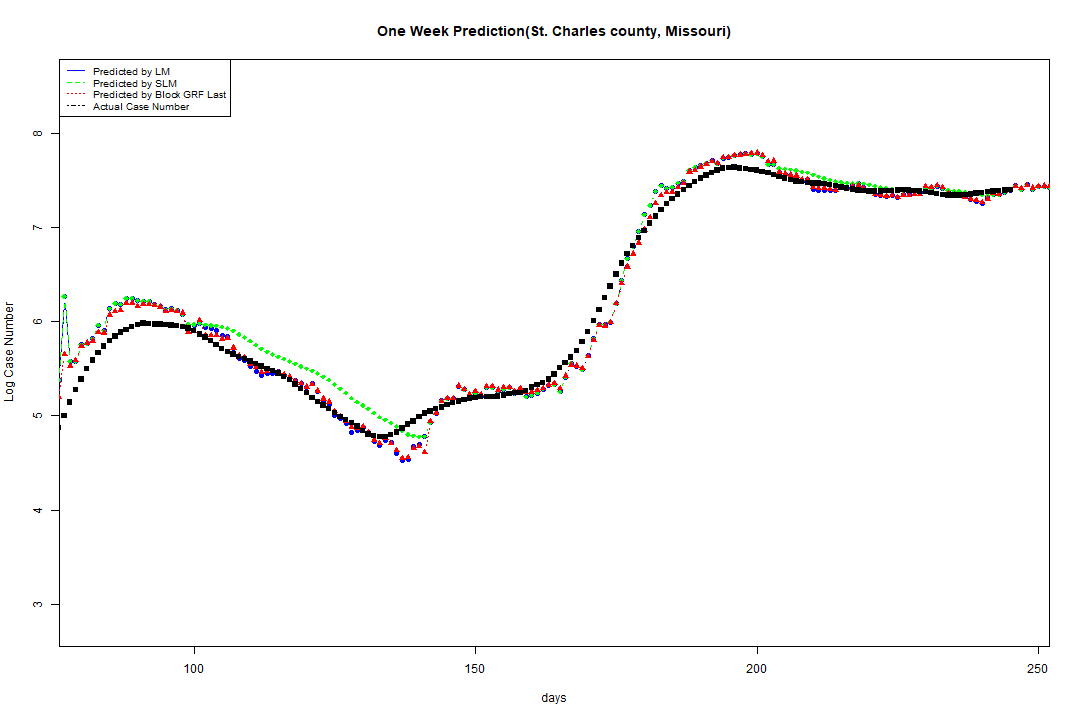 One Week Prediction(St. Charles county, Missouri)
Predicted by LM
Predicted by SLM
Predicted by Block GRF Last
Actual Case Number
8
7
6
5
4
3
Log Case Number
100 150 200 250
days